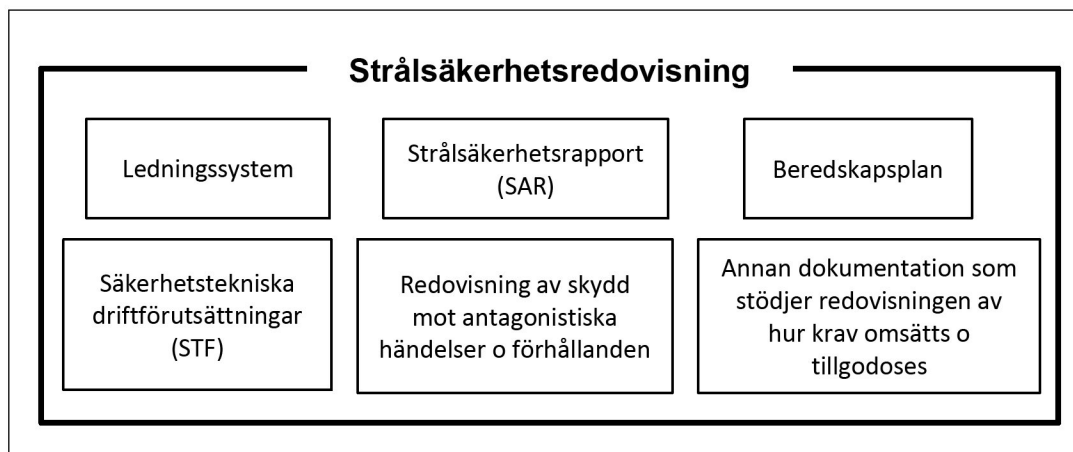 Strålsäkerhetsredovisning
Ledningssystem
Strålsäkerhetsrapport
(SAR)
Beredskapsplan
Säkerhetstekniska
driftförutsättningar
(STF)
Redovisning av skydd
mot antagonistiska
händelser o förhållanden
Annan dokumentation som
stödjer redovisningen av
hur krav omsätts o
tillgodoses